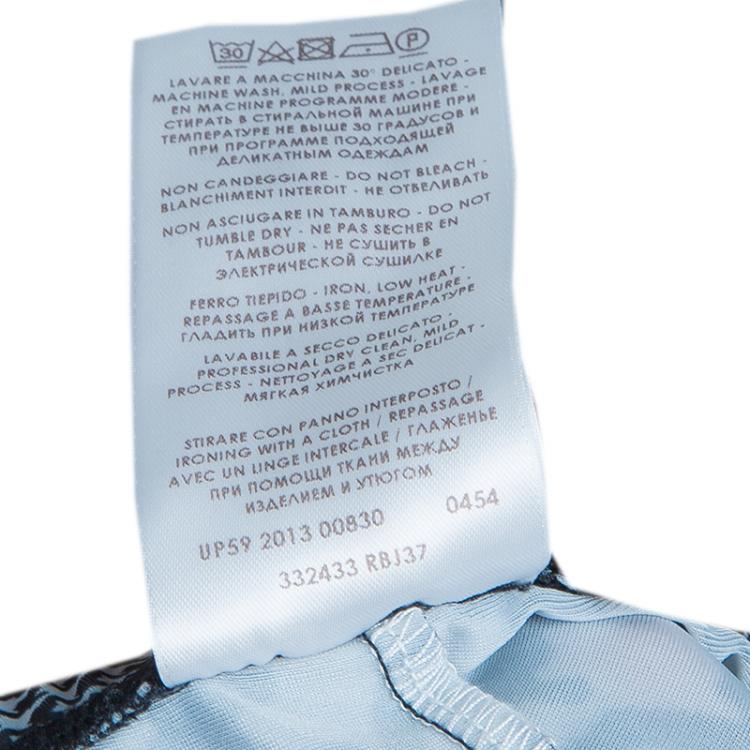 30 P
LAVARE A MACCHINA 30° DELICATO -
MACHINE WASH, MILD PROCESS - LAVAGE
EN MACHINE PROGRAMME MODERE -
СТИРАТЬ В СТИРАЛЬНОЙ МАШИНЕ ПРИ
ТЕМПЕРАТУРЕ НЕ ВЫШЕ 30 ГРАДУСОВ И
ПРИ ПРОГРАММЕ ПОДХОДЯЩЕЙ
ДЕЛИКАТНЫМ ОДЕЖДАМ
NON CANDEGGIARE - DO NOT BLEACH -
BLANCHIMENT INTERDIT - НЕ ОТБЕЛИВАТЬ
NON ASCIUGARE IN TAMBURO - DO NOT
TUMBLE DRY - NE PAS SECHER EN
TAMBOUR - НЕ СУШИТЬ В
ЭЛЕКТРИЧЕСКОЙ СУШИЛКЕ
FERRO TIEPIDO - IRON, LOW HEAT -
REPASSAGE A BASSE TEMPERATURE -
ГЛАДИТЬ ПРИ НИЗКОЙ ТЕМПЕРАТУРЕ
LAVABILE A SECCO DELICATO -
PROFESSIONAL DRY CLEAN, MILD
PROCESS - NETTOYAGE A SEC DELICAT -
МЯГКАЯ ХИМЧИСТКА
STIRARE CON PANNO INTERPOSTO /
IRONING WITH A CLOTH / REPASSAGE
AVEC UN LINGE INTERCALE / ГЛАЖЕНЬЕ
ПРИ ПОМОЩИ ТКАНИ МЕЖДУ
ИЗДЕЛИЕМ И УТЮГОМ
UP59 2013 00830 0454
332433 RBJ37